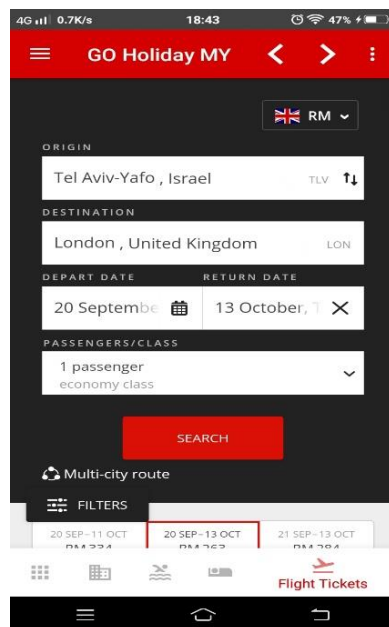 4G 0.7K/s 18:43 47%
GO Holiday MY
RM
ORIGIN
Tel Aviv-Yafo , Israel TLV
DESTINATION
London , United Kingdom LON
DEPART DATE RETURN DATE
20 Septembe 13 October, T
PASSENGERS/CLASS
1 passenger
economy class
SEARCH
Multi-city route
FILTERS
20 SEP–11 OCT 20 SEP–13 OCT 21 SEP–13 OCT
RM 334 RM 263 RM 284
Flight Tickets